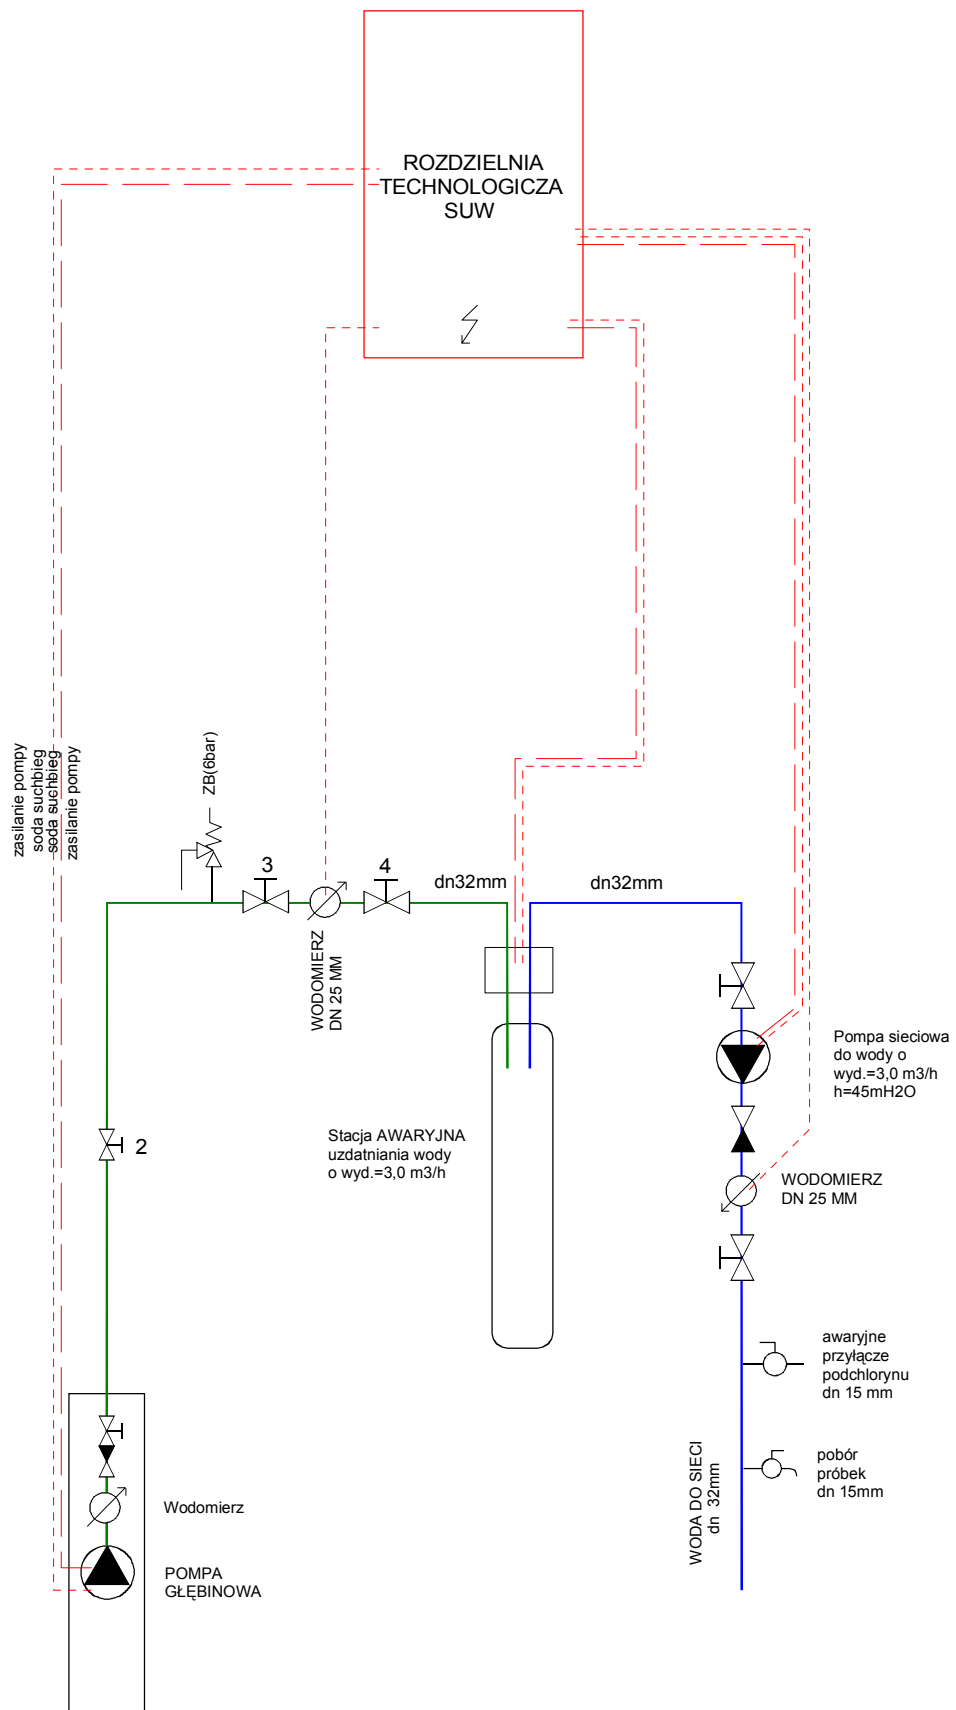 ROZDZIELNIA
TECHNOLOGICZA
SUW
zasilanie pompy
soda suchbieg
soda suchbieg
zasilanie pompy
ZB(6bar)
3
4
dn32mm
dn32mm
WODOMIERZ
DN 25 MM
2
Stacja AWARYJNA
uzdatniania wody
o wyd.=3,0 m3/h
Pompa sieciowa
do wody o
wyd.=3,0 m3/h
h=45mH2O
WODOMIERZ
DN 25 MM
awaryjne
przyłącze
podchlorynu
dn 15 mm
pobór
próbek
dn 15mm
WODA DO SIECI
dn 32mm
Wodomierz
POMPA
GŁĘBINOWA